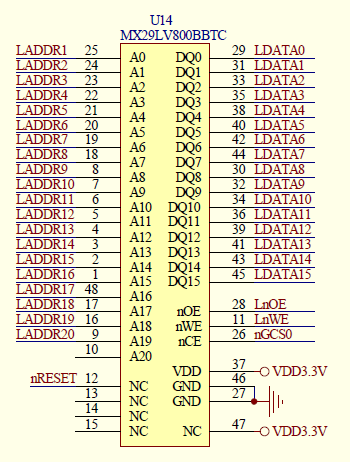 U14
MX29LV800BBTC
LADDR1 25 A0 DQ0 29 LDATA0
LADDR2 24 A1 DQ1 31 LDATA1
LADDR3 23 A2 DQ2 33 LDATA2
LADDR4 22 A3 DQ3 35 LDATA3
LADDR5 21 A4 DQ4 38 LDATA4
LADDR6 20 A5 DQ5 40 LDATA5
LADDR7 19 A6 DQ6 42 LDATA6
LADDR8 18 A7 DQ7 44 LDATA7
LADDR9 8 A8 DQ8 30 LDATA8
LADDR10 7 A9 DQ9 32 LDATA9
LADDR11 6 A10 DQ10 34 LDATA10
LADDR12 5 A11 DQ11 36 LDATA11
LADDR13 4 A12 DQ12 39 LDATA12
LADDR14 3 A13 DQ13 41 LDATA13
LADDR15 2 A14 DQ14 43 LDATA14
LADDR16 1 A15 DQ15 45 LDATA15
LADDR17 48 A16
LADDR18 17 A17 nOE 28 LnOE
LADDR19 16 A18 nWE 11 LnWE
LADDR20 9 A19 nCE 26 nGCS0
10 A20
VDD 37 VDD3.3V
nRESET 12 NC GND 46
13 NC GND 27
14 NC
15 NC NC 47 VDD3.3V